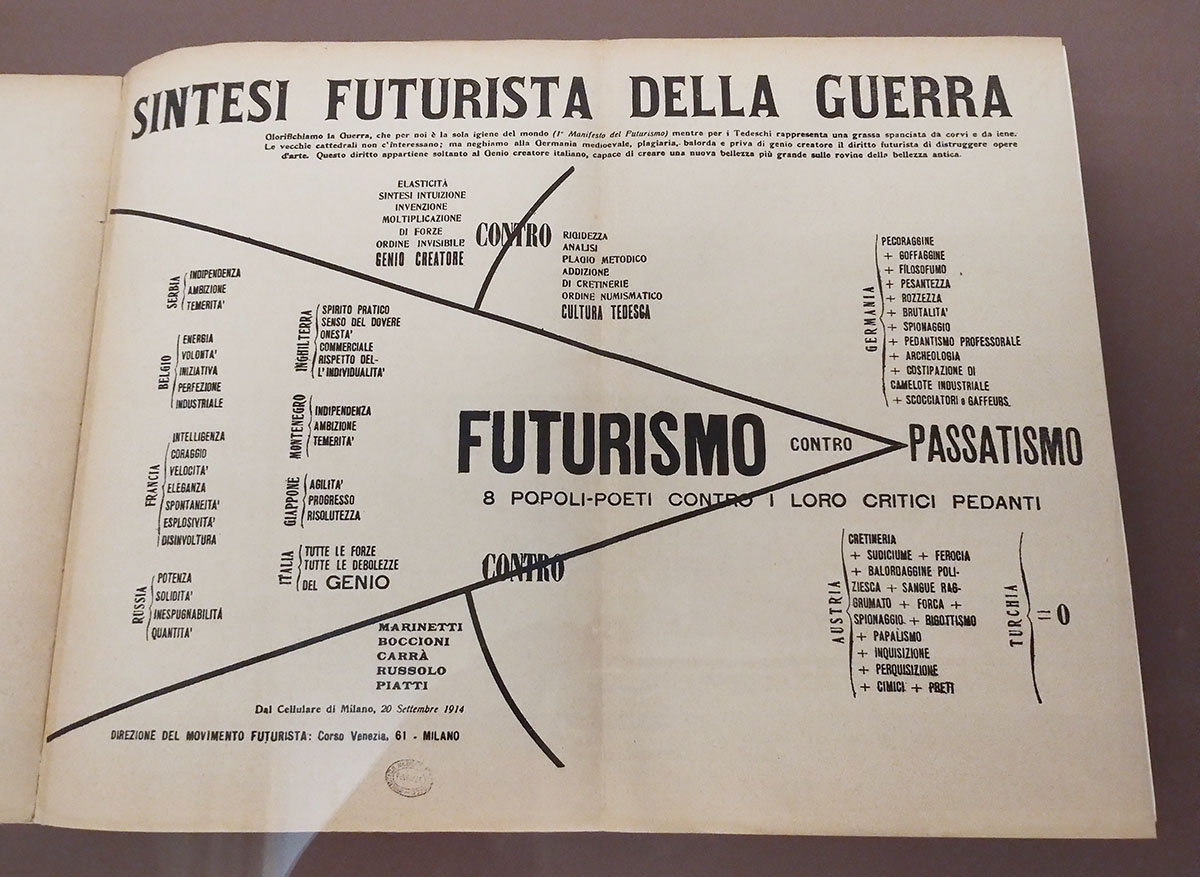 SINTESI FUTURISTA DELLA GUERRA
Glorifichiamo la Guerra, che per noi è la sola igiene del mondo (1° Manifesto del Futurismo) mentre per i Tedeschi rappresenta una grassa spanciata da corvi e da iene.
Le vecchie cattedrali non c'interessano; ma neghiamo alla Germania medioevale, plagiaria, balorda e priva di genio creatore il diritto futurista di distruggere opere
d'arte. Questo diritto appartiene soltanto al Genio creatore italiano, capace di creare una nuova bellezza più grande sulle rovine della bellezza antica.
ELASTICITÀ
SINTESI INTUIZIONE
INVENZIONE
MOLTIPLICAZIONE
DI FORZE
ORDINE INVISIBILE
GENIO CREATORE
CONTRO
RIGIDEZZA
ANALISI
PLAGIO METODICO
ADDIZIONE
DI CRETINERIE
ORDINE NUMISMATICO
CULTURA TEDESCA
SERBIA
INDIPENDENZA
AMBIZIONE
TEMERITA'
BELGIO
ENERGIA
VOLONTA'
INIZIATIVA
PERFEZIONE
INDUSTRIALE
FRANCIA
INTELLIGENZA
CORAGGIO
VELOCITA'
ELEGANZA
SPONTANEITA'
ESPLOSIVITA'
DISINVOLTURA
RUSSIA
POTENZA
SOLIDITA'
INESPUGNABILITÀ
QUANTITA'
INGHILTERRA
SPIRITO PRATICO
SENSO DEL DOVERE
ONESTA'
COMMERCIALE
RISPETTO DEL-
L'INDIVIDUALITA'
MONTENEGRO
INDIPENDENZA
AMBIZIONE
TEMERITA'
GIAPPONE
AGILITA'
PROGRESSO
RISOLUTEZZA
ITALIA
TUTTE LE FORZE
TUTTE LE DEBOLEZZE
DEL GENIO
FUTURISMO CONTRO PASSATISMO
8 POPOLI-POETI CONTRO I LORO CRITICI PEDANTI
GERMANIA
PECORAGGINE
+ GOFFAGGINE
+ FILOSOFUMO
+ PESANTEZZA
+ ROZZEZZA
+ BRUTALITA'
+ SPIONAGGIO
+ PEDANTISMO PROFESSORALE
+ ARCHEOLOGIA
+ COSTIPAZIONE DI
CAMELOTE INDUSTRIALE
+ SCOCCIATORI e GAFFEURS
AUSTRIA
CRETINERIA
+ SUDICIUME + FEROCIA
+ BALORDAGGINE POLI-
ZIESCA + SANGUE RAG-
GRUMATO + FORCA +
SPIONAGGIO + BIGOTTISMO
+ PAPALISMO
+ INQUISIZIONE
+ PERQUISIZIONE
+ CIMICI + PRETI
TURCHIA
= 0
CONTRO
MARINETTI
BOCCIONI
CARRÀ
RUSSOLO
PIATTI
Dal Cellulare di Milano, 20 Settembre 1914
DIREZIONE DEL MOVIMENTO FUTURISTA: Corso Venezia, 61 - MILANO